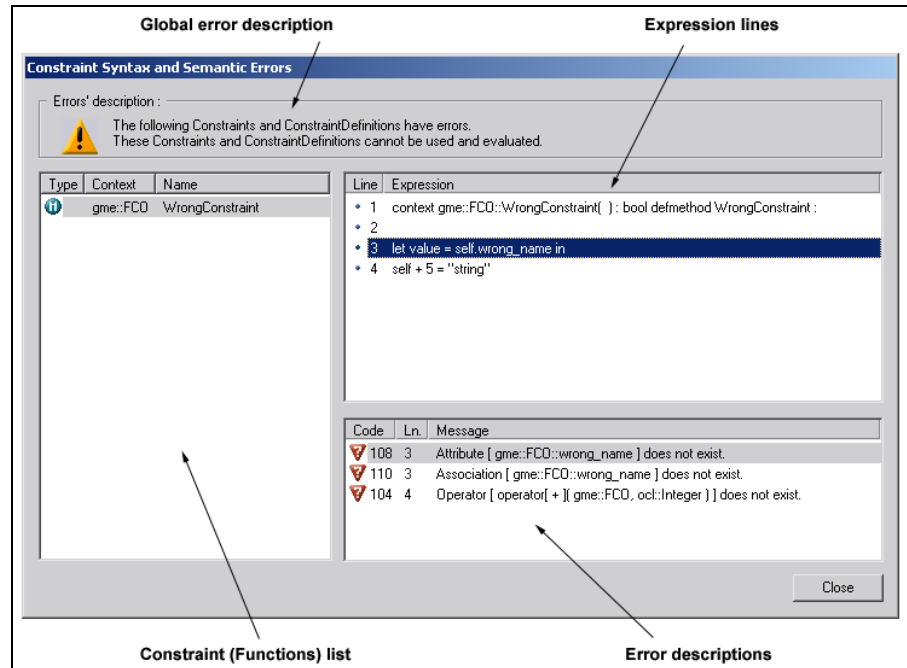 Global error description
Expression lines
Constraint Syntax and Semantic Errors
Errors' description :
The following Constraints and ConstraintDefinitions have errors.
These Constraints and ConstraintDefinitions cannot be used and evaluated.
Type Context Name
gme::FCO WrongConstraint
Line Expression
1 context gme::FCO::WrongConstraint( ) : bool defmethod WrongConstraint :
2
3 let value = self.wrong_name in
4 self + 5 = "string"
Code Ln. Message
108 3 Attribute [ gme::FCO::wrong_name ] does not exist.
110 3 Association [ gme::FCO::wrong_name ] does not exist.
104 4 Operator [ operator[ + ]( gme::FCO, ocl::Integer ) ] does not exist.
Close
Constraint (Functions) list
Error descriptions